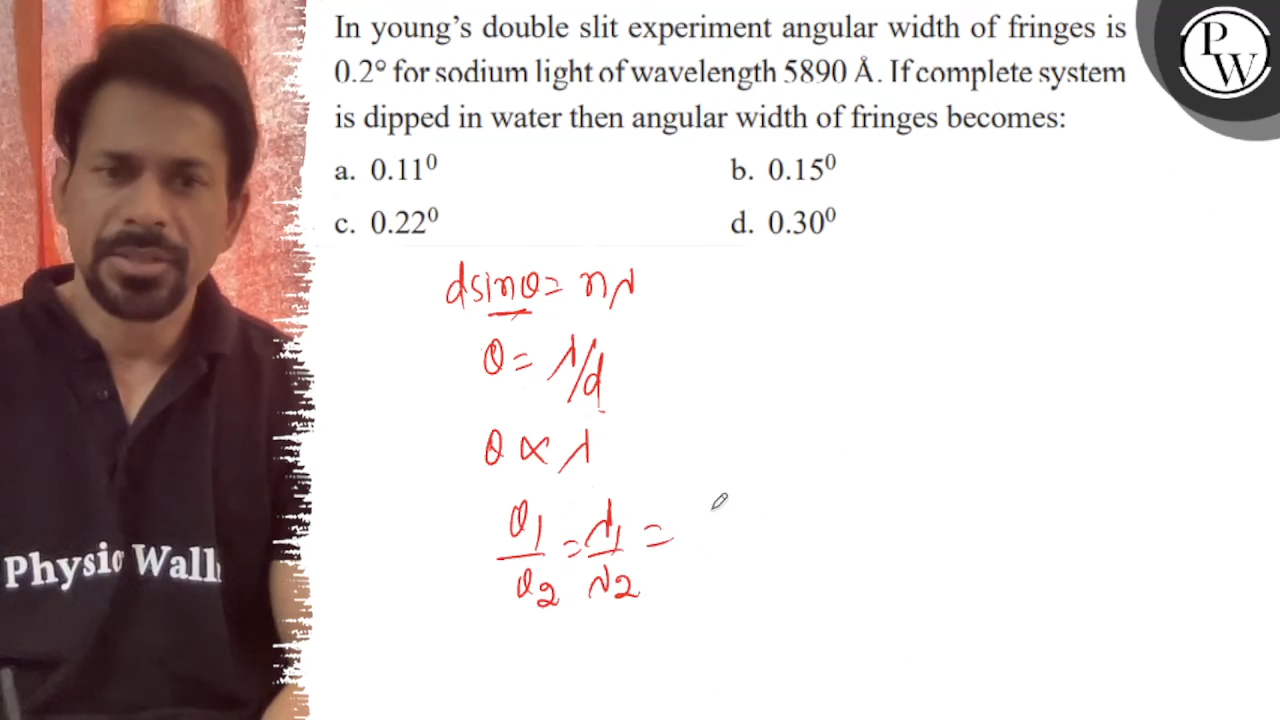 In young’s double slit experiment angular width of fringes is
0.2° for sodium light of wavelength 5890 Å. If complete system
is dipped in water then angular width of fringes becomes:
a. 0.11⁰
b. 0.15⁰
c. 0.22⁰
d. 0.30⁰
dsinθ = nλ
θ = λ/d
θ ∝ λ
θ1/θ2 = λ1/λ2 =
PW
Physic Wall